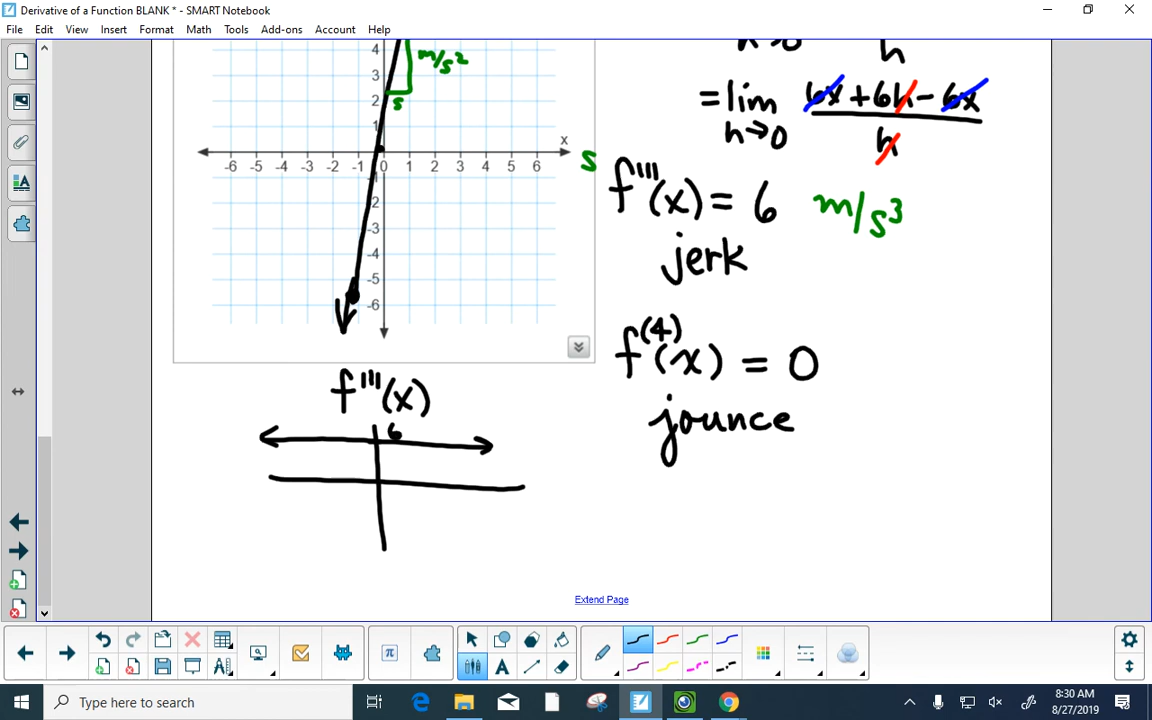 Derivative of a Function BLANK * - SMART Notebook
File Edit View Insert Format Math Tools Add-ons Account Help
4
3
2
1
m/s²
s
x
s
-6 -5 -4 -3 -2 -1 0 1 2 3 4 5 6
-1
-2
-3
-4
-5
-6
h→0 h
= lim 6x + 6h - 6x
h→0 h
f'''(x) = 6 m/s³
jerk
f⁽⁴⁾(x) = 0
jounce
f'''(x)
6
Extend Page
π
A
Type here to search
8:30 AM
8/27/2019